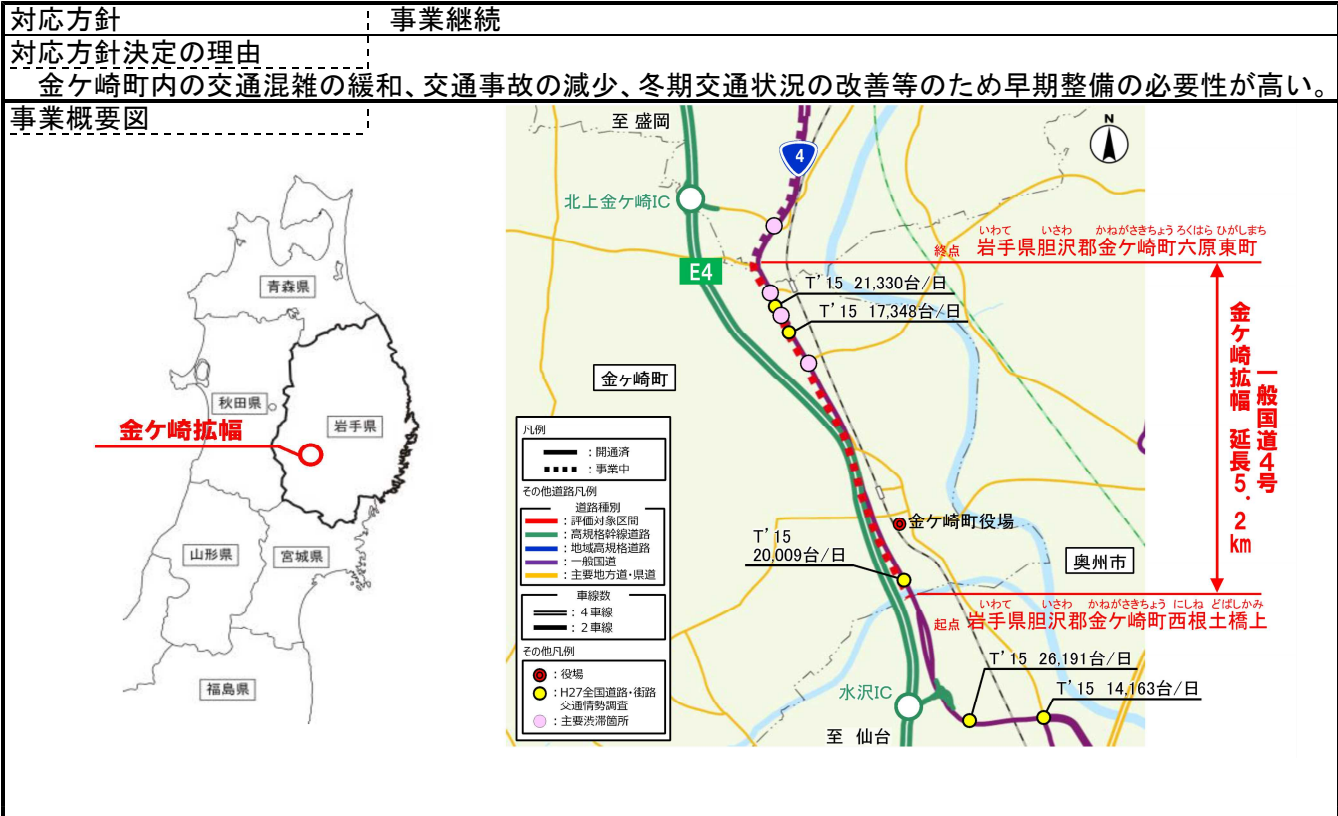 対応方針
事業継続
対応方針決定の理由
金ケ崎町内の交通混雑の緩和、交通事故の減少、冬期交通状況の改善等のため早期整備の必要性が高い。
事業概要図
青森県
秋田県
岩手県
金ケ崎拡幅
山形県
宮城県
福島県
至 盛岡
N
4
北上金ケ崎IC
E4
いわて いさわ かねがさきちょう ろくはら ひがしまち
終点 岩手県胆沢郡金ケ崎町六原東町
T'15 21,330台/日
T'15 17,348台/日
金ヶ崎町
一般国道4号
金ケ崎拡幅 延長5.2km
凡例
：開通済
：事業中
その他道路凡例
道路種別
：評価対象区間
：高規格幹線道路
：地域高規格道路
：一般国道
：主要地方道・県道
車線数
：４車線
：２車線
その他凡例
：役場
：H27全国道路・街路
交通情勢調査
：主要渋滞箇所
金ケ崎町役場
T'15
20,009台/日
奥州市
いわて いさわ かねがさきちょう にしね どばしかみ
起点 岩手県胆沢郡金ケ崎町西根土橋上
T'15 26,191台/日
T'15 14,163台/日
水沢IC
至 仙台